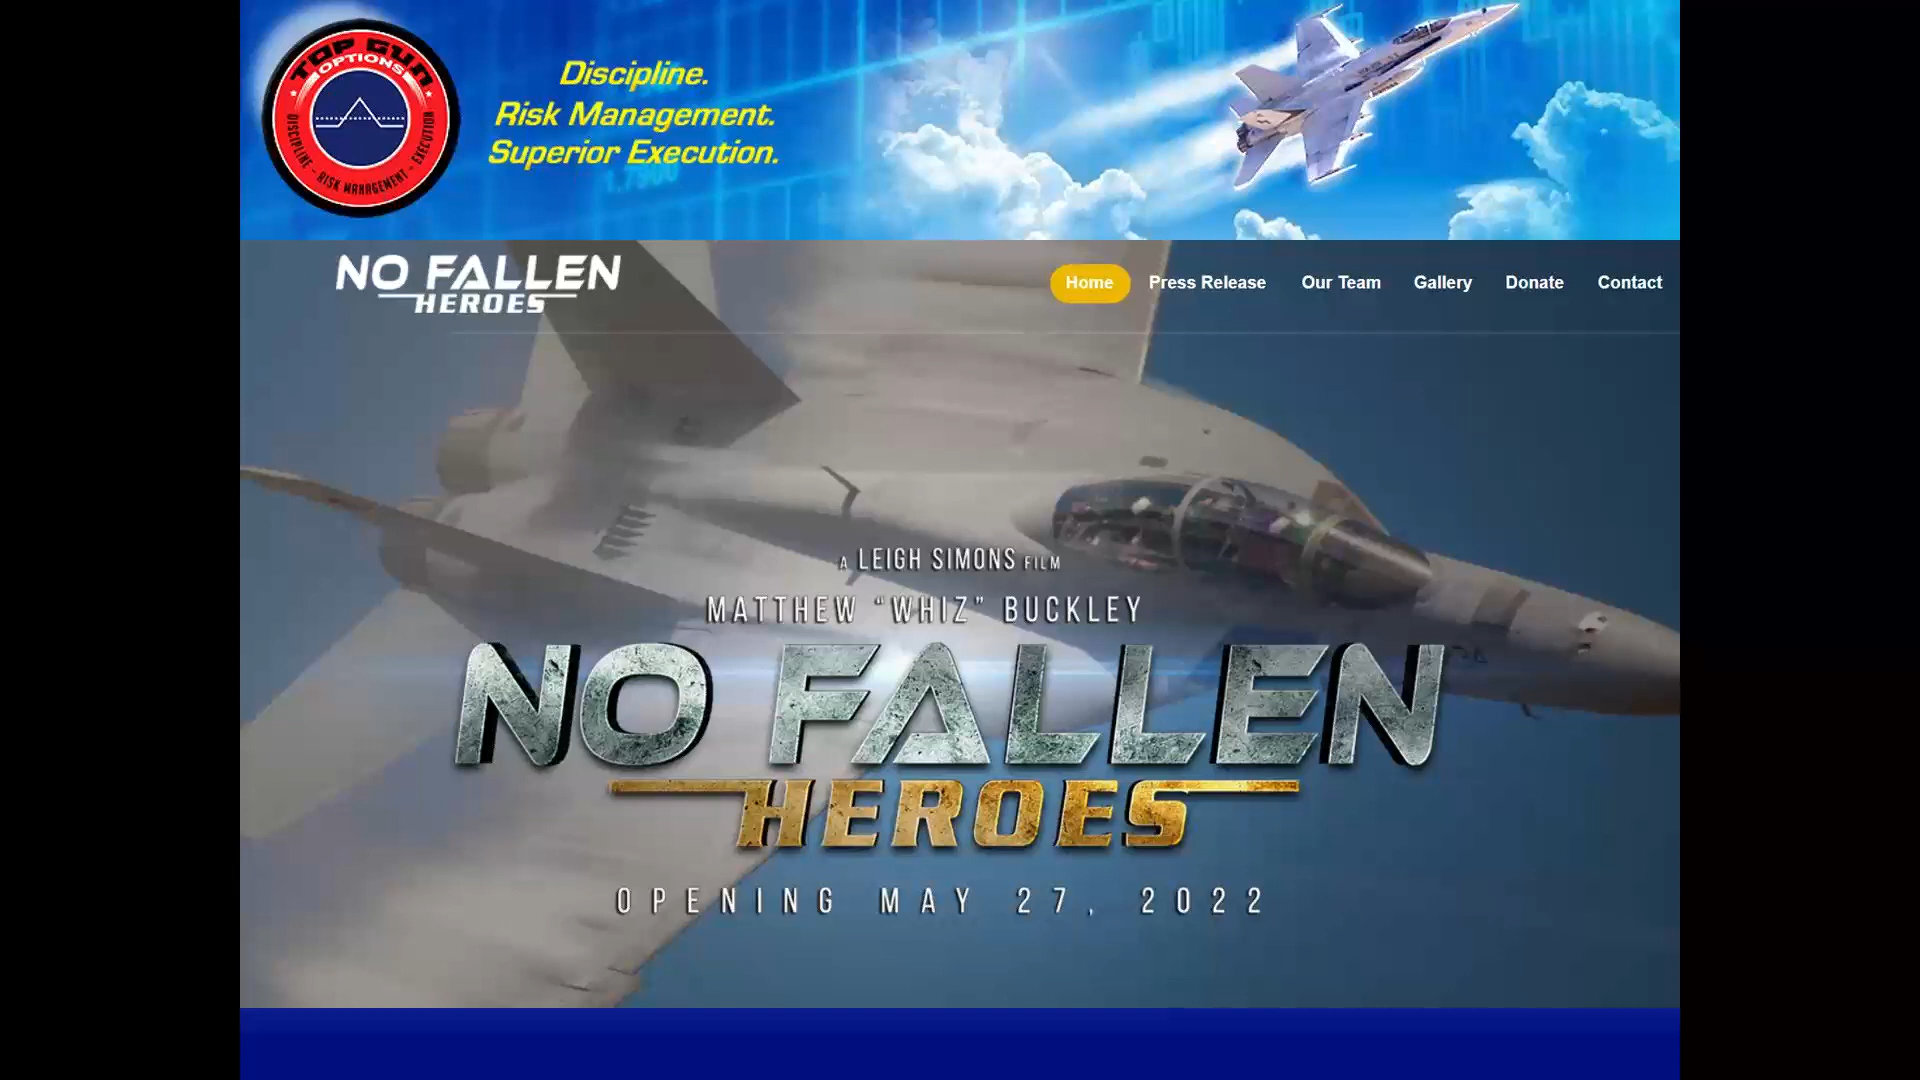 TOP GUN
OPTIONS
DISCIPLINE - RISK MANAGEMENT - EXECUTION
Discipline.
Risk Management.
Superior Execution.
NO FALLEN
HEROES
Home Press Release Our Team Gallery Donate Contact
A LEIGH SIMONS FILM
MATTHEW "WHIZ" BUCKLEY
NO FALLEN
HEROES
OPENING MAY 27, 2022